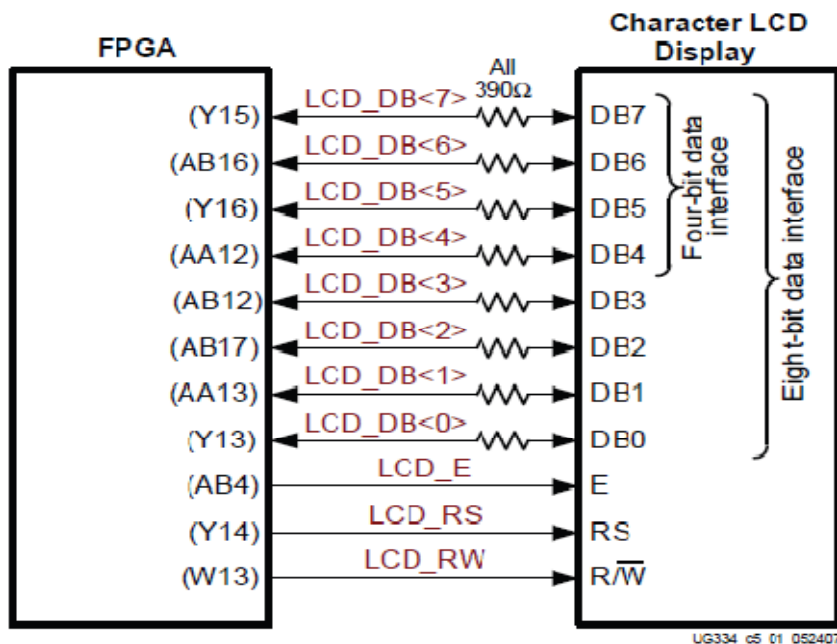 FPGA
Character LCD
Display
All
390Ω
(Y15) LCD_DB<7> DB7
(AB16) LCD_DB<6> DB6
(Y16) LCD_DB<5> DB5
(AA12) LCD_DB<4> DB4
(AB12) LCD_DB<3> DB3
(AB17) LCD_DB<2> DB2
(AA13) LCD_DB<1> DB1
(Y13) LCD_DB<0> DB0
(AB4) LCD_E E
(Y14) LCD_RS RS
(W13) LCD_RW R/W̅
Four-bit data
interface
Eight-bit data interface
UG334_c5_01_052407